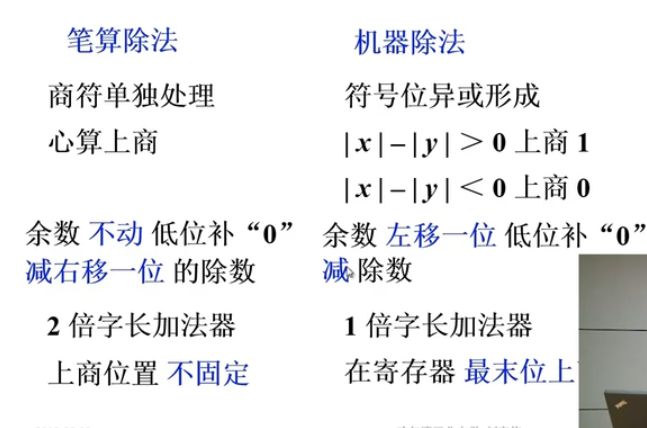 笔算除法
机器除法
商符单独处理
符号位异或形成
心算上商
|x|–|y|＞0 上商 1
|x|–|y|＜0 上商 0
余数 不动 低位补“0”
减右移一位 的除数
余数 左移一位 低位补“0”
减 除数
2 倍字长加法器
1 倍字长加法器
上商位置 不固定
在寄存器 最末位上